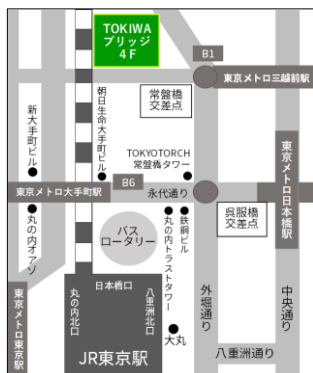 TOKIWA
ブリッジ
4F
B1
東京メトロ三越前駅
常盤橋
交差点
新大手町ビル
朝日生命大手町ビル
TOKYOTORCH
常盤橋タワー
東京メトロ日本橋駅
東京メトロ大手町駅
B6
永代通り
呉服橋
交差点
丸の内オアゾ
バス
ロータリー
丸の内トラストタワー
鉄鋼ビル
外堀通り
中央通り
東京メトロ東京駅
丸の内北口
日本橋口
八重洲北口
大丸
JR東京駅
八重洲通り